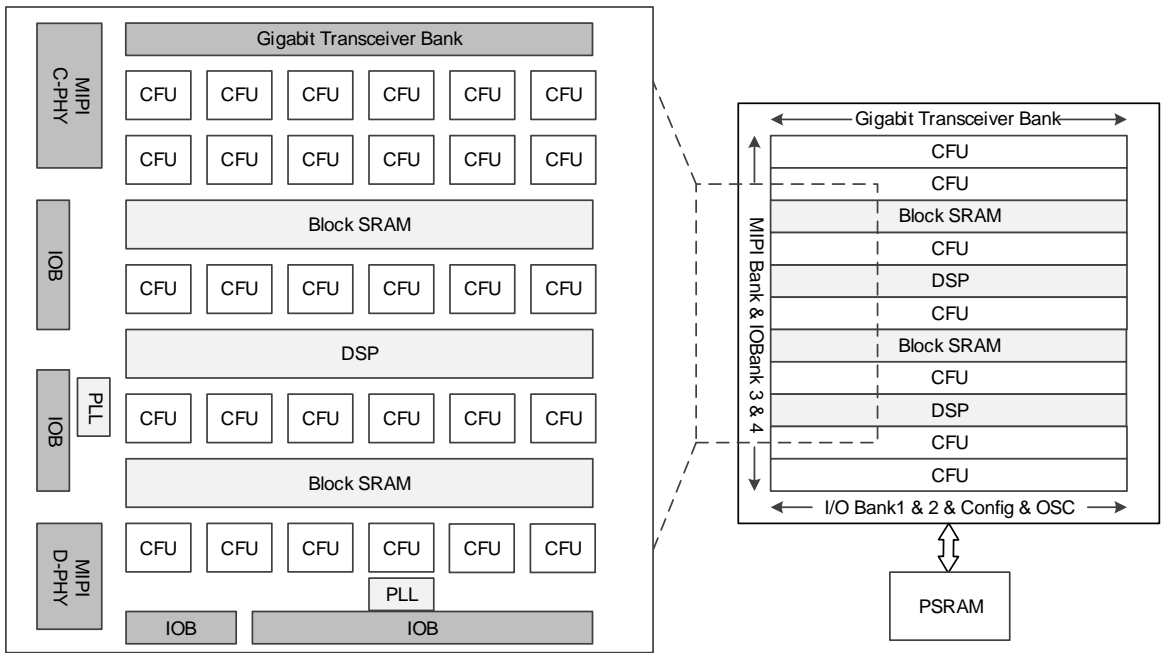 Gigabit Transceiver Bank
MIPI
C-PHY
CFU CFU CFU CFU CFU CFU
CFU CFU CFU CFU CFU CFU
Block SRAM
IOB
CFU CFU CFU CFU CFU CFU
DSP
IOB
PLL
CFU CFU CFU CFU CFU CFU
Block SRAM
MIPI
D-PHY
CFU CFU CFU CFU CFU CFU
PLL
IOB IOB
Gigabit Transceiver Bank
MIPI Bank & IOBank 3 & 4
CFU
CFU
Block SRAM
CFU
DSP
CFU
Block SRAM
CFU
DSP
CFU
CFU
I/O Bank1 & 2 & Config & OSC
PSRAM